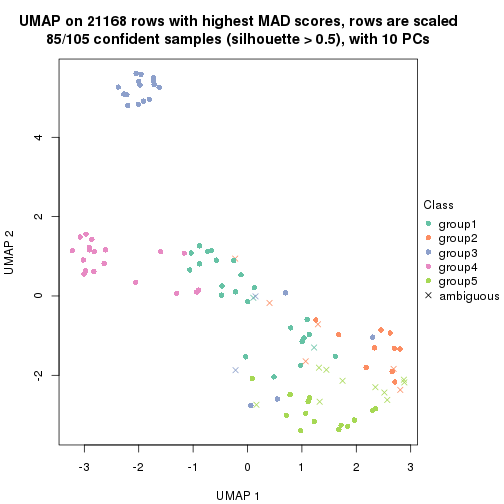 UMAP on 21168 rows with highest MAD scores, rows are scaled
85/105 confident samples (silhouette > 0.5), with 10 PCs
4
2
0
-2
UMAP 2
-3 -2 -1 0 1 2 3
UMAP 1
Class
group1
group2
group3
group4
group5
ambiguous